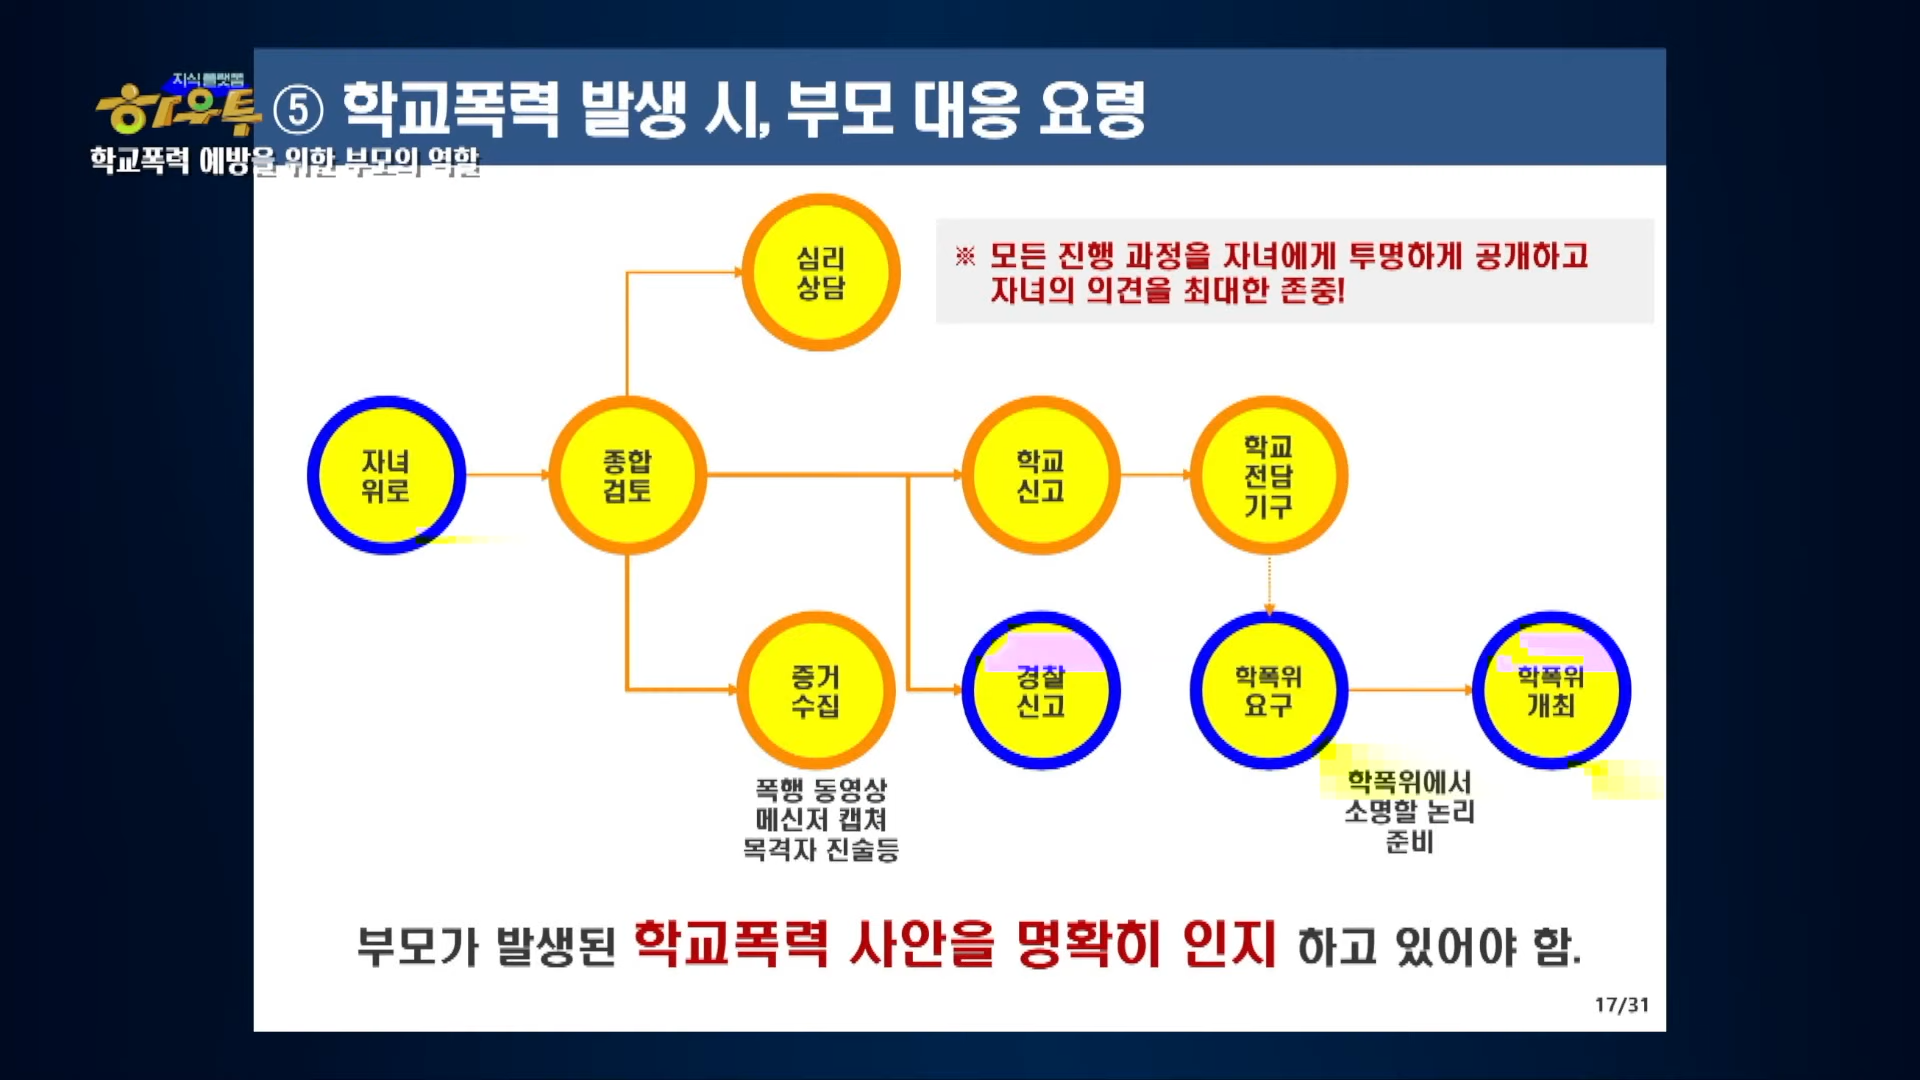 지식 플랫폼
하우투
학교폭력 예방을 위한 부모의 역할
⑤ 학교폭력 발생 시, 부모 대응 요령
심리
상담
※ 모든 진행 과정을 자녀에게 투명하게 공개하고
자녀의 의견을 최대한 존중!
자녀
위로
종합
검토
학교
신고
학교
전담
기구
증거
수집
경찰
신고
학폭위
요구
학폭위
개최
폭행 동영상
메신저 캡쳐
목격자 진술등
학폭위에서
소명할 논리
준비
부모가 발생된 학교폭력 사안을 명확히 인지 하고 있어야 함.
17/31